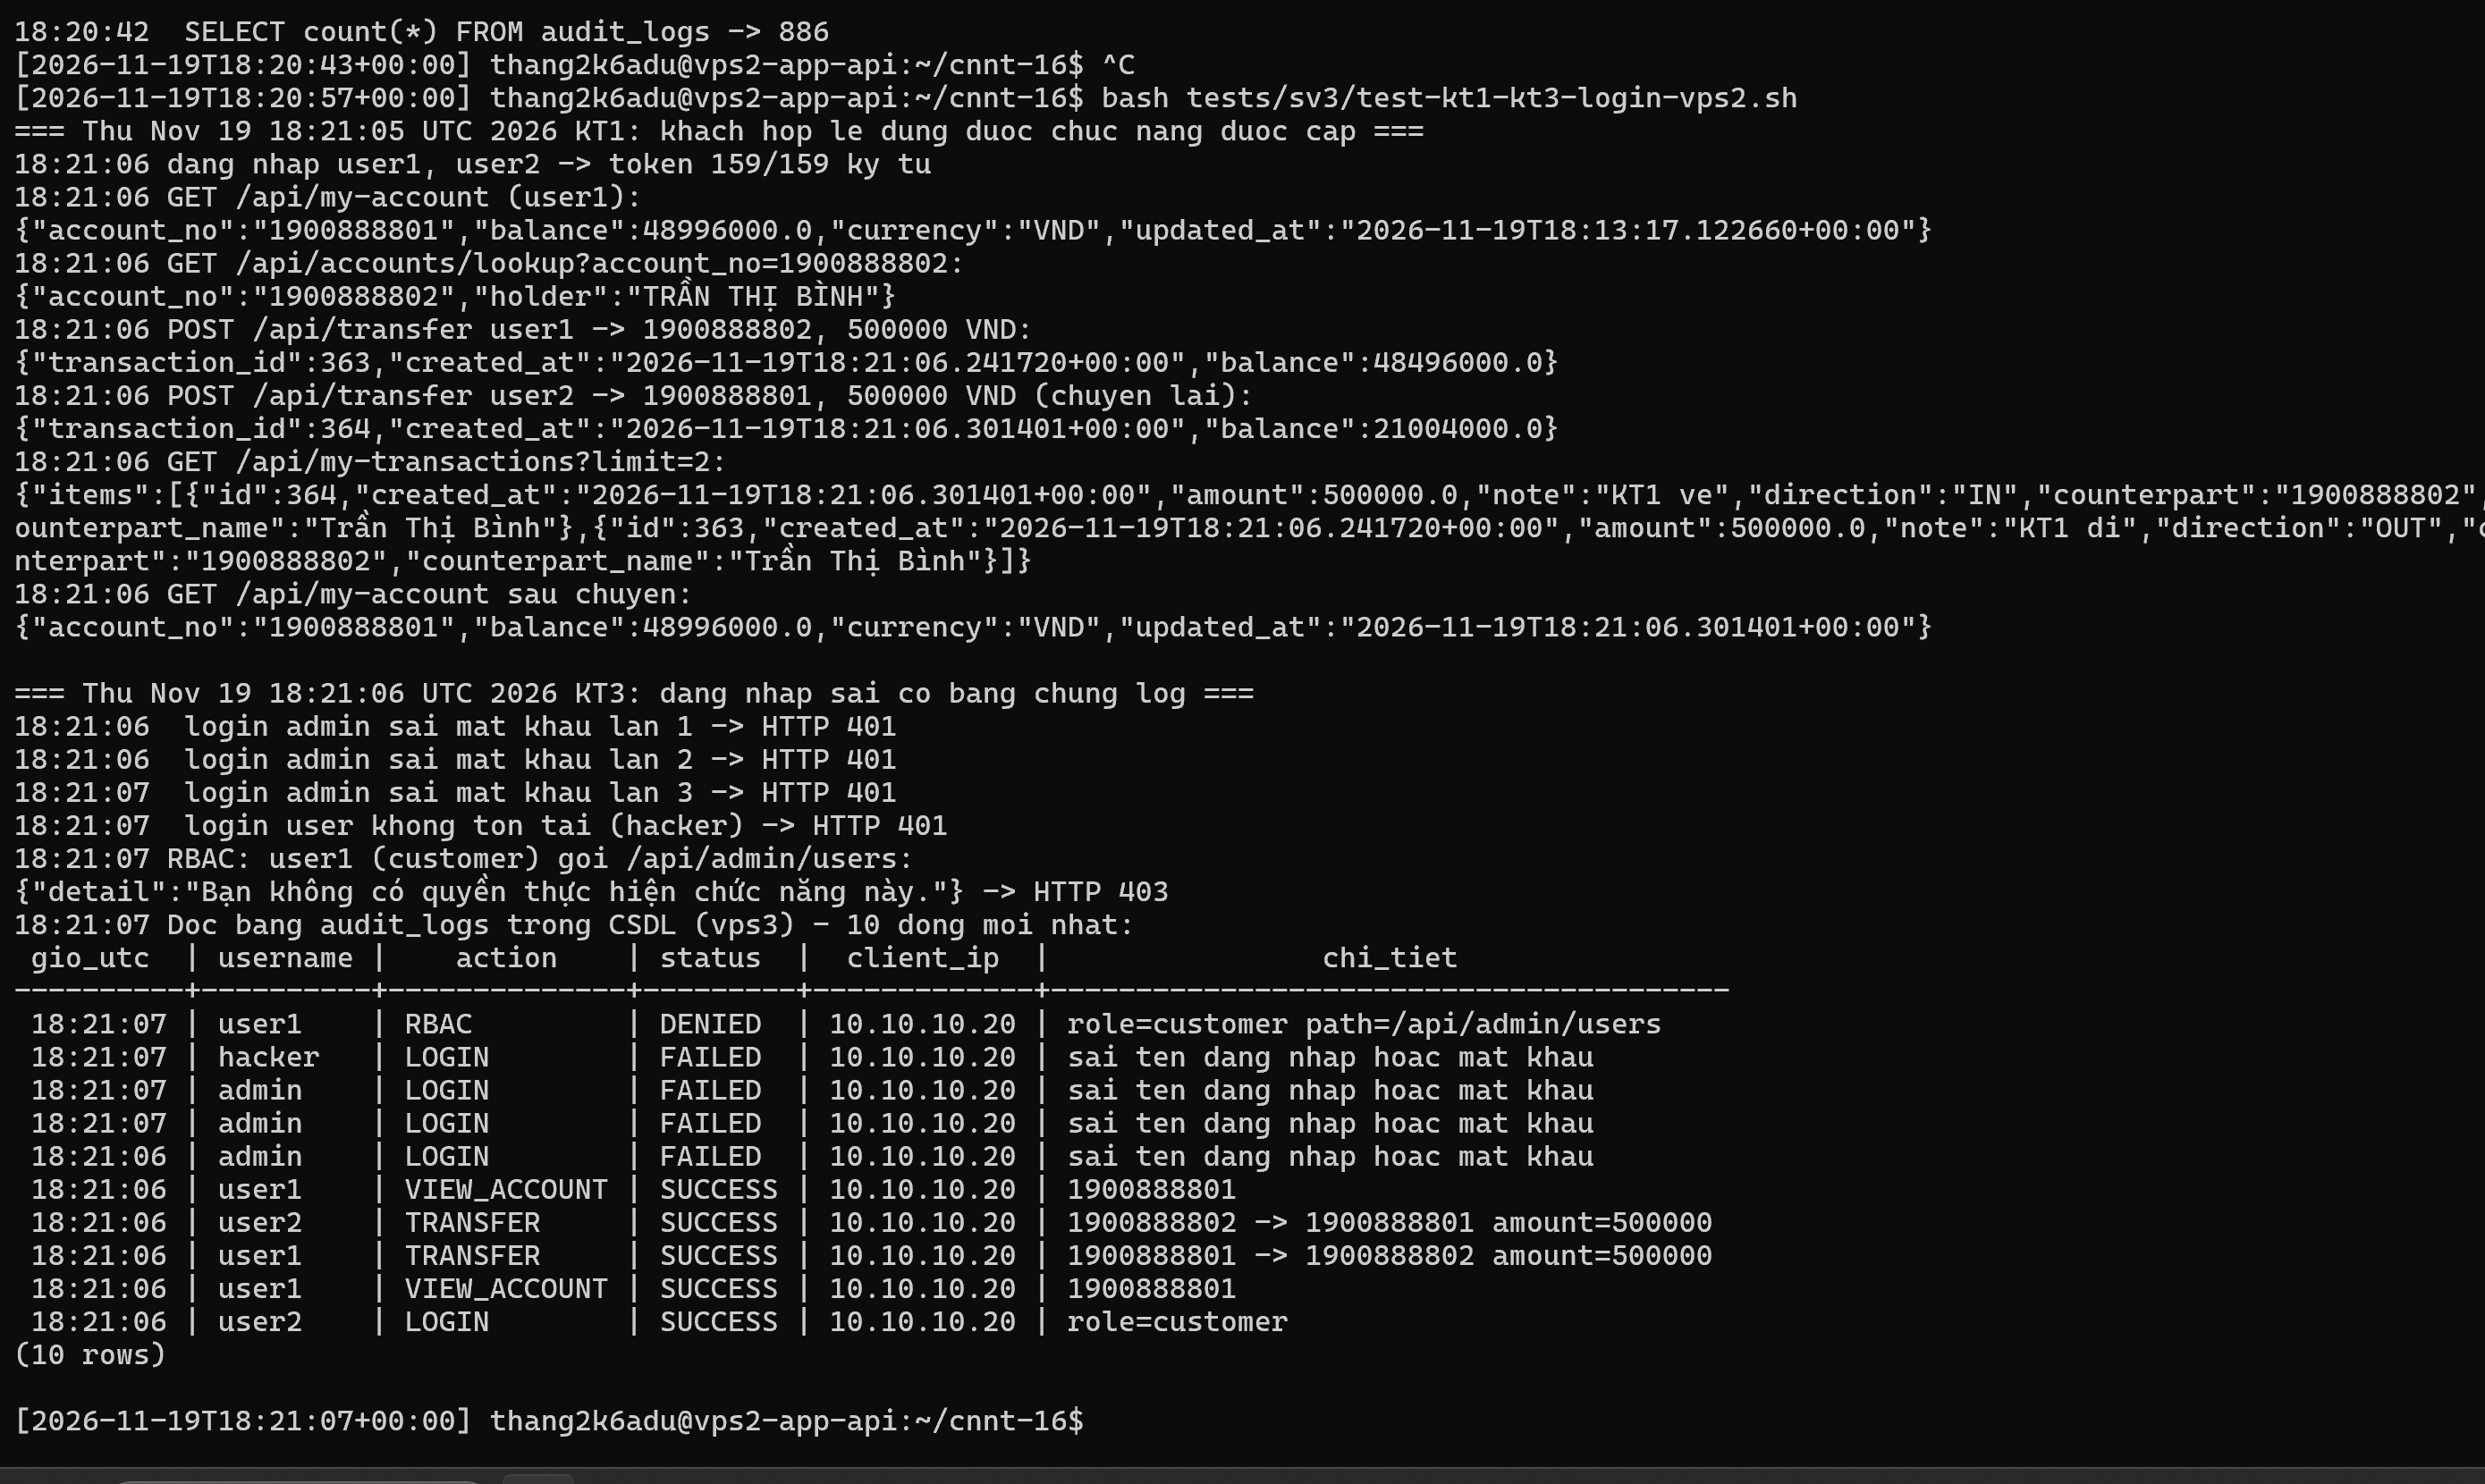 18:20:42  SELECT count(*) FROM audit_logs -> 886
[2026-11-19T18:20:43+00:00] thang2k6adu@vps2-app-api:~/cnnt-16$ ^C
[2026-11-19T18:20:57+00:00] thang2k6adu@vps2-app-api:~/cnnt-16$ bash tests/sv3/test-kt1-kt3-login-vps2.sh
=== Thu Nov 19 18:21:05 UTC 2026 KT1: khach hop le dung duoc chuc nang duoc cap ===
18:21:06 dang nhap user1, user2 -> token 159/159 ky tu
18:21:06 GET /api/my-account (user1):
{"account_no":"1900888801","balance":48996000.0,"currency":"VND","updated_at":"2026-11-19T18:13:17.122660+00:00"}
18:21:06 GET /api/accounts/lookup?account_no=1900888802:
{"account_no":"1900888802","holder":"TRẦN THỊ BÌNH"}
18:21:06 POST /api/transfer user1 -> 1900888802, 500000 VND:
{"transaction_id":363,"created_at":"2026-11-19T18:21:06.241720+00:00","balance":48496000.0}
18:21:06 POST /api/transfer user2 -> 1900888801, 500000 VND (chuyen lai):
{"transaction_id":364,"created_at":"2026-11-19T18:21:06.301401+00:00","balance":21004000.0}
18:21:06 GET /api/my-transactions?limit=2:
{"items":[{"id":364,"created_at":"2026-11-19T18:21:06.301401+00:00","amount":500000.0,"note":"KT1 ve","direction":"IN","counterpart":"1900888802",
ounterpart_name":"Trần Thị Bình"},{"id":363,"created_at":"2026-11-19T18:21:06.241720+00:00","amount":500000.0,"note":"KT1 di","direction":"OUT","c
nterpart":"1900888802","counterpart_name":"Trần Thị Bình"}]}
18:21:06 GET /api/my-account sau chuyen:
{"account_no":"1900888801","balance":48996000.0,"currency":"VND","updated_at":"2026-11-19T18:21:06.301401+00:00"}
=== Thu Nov 19 18:21:06 UTC 2026 KT3: dang nhap sai co bang chung log ===
18:21:06  login admin sai mat khau lan 1 -> HTTP 401
18:21:06  login admin sai mat khau lan 2 -> HTTP 401
18:21:07  login admin sai mat khau lan 3 -> HTTP 401
18:21:07  login user khong ton tai (hacker) -> HTTP 401
18:21:07 RBAC: user1 (customer) goi /api/admin/users:
{"detail":"Bạn không có quyền thực hiện chức năng này."} -> HTTP 403
18:21:07 Doc bang audit_logs trong CSDL (vps3) - 10 dong moi nhat:
 gio_utc  | username |    action    | status  |  client_ip  |                chi_tiet
----------+----------+--------------+---------+-------------+----------------------------------------
 18:21:07 | user1    | RBAC         | DENIED  | 10.10.10.20 | role=customer path=/api/admin/users
 18:21:07 | hacker   | LOGIN        | FAILED  | 10.10.10.20 | sai ten dang nhap hoac mat khau
 18:21:07 | admin    | LOGIN        | FAILED  | 10.10.10.20 | sai ten dang nhap hoac mat khau
 18:21:07 | admin    | LOGIN        | FAILED  | 10.10.10.20 | sai ten dang nhap hoac mat khau
 18:21:06 | admin    | LOGIN        | FAILED  | 10.10.10.20 | sai ten dang nhap hoac mat khau
 18:21:06 | user1    | VIEW_ACCOUNT | SUCCESS | 10.10.10.20 | 1900888801
 18:21:06 | user2    | TRANSFER     | SUCCESS | 10.10.10.20 | 1900888802 -> 1900888801 amount=500000
 18:21:06 | user1    | TRANSFER     | SUCCESS | 10.10.10.20 | 1900888801 -> 1900888802 amount=500000
 18:21:06 | user1    | VIEW_ACCOUNT | SUCCESS | 10.10.10.20 | 1900888801
 18:21:06 | user2    | LOGIN        | SUCCESS | 10.10.10.20 | role=customer
(10 rows)
[2026-11-19T18:21:07+00:00] thang2k6adu@vps2-app-api:~/cnnt-16$